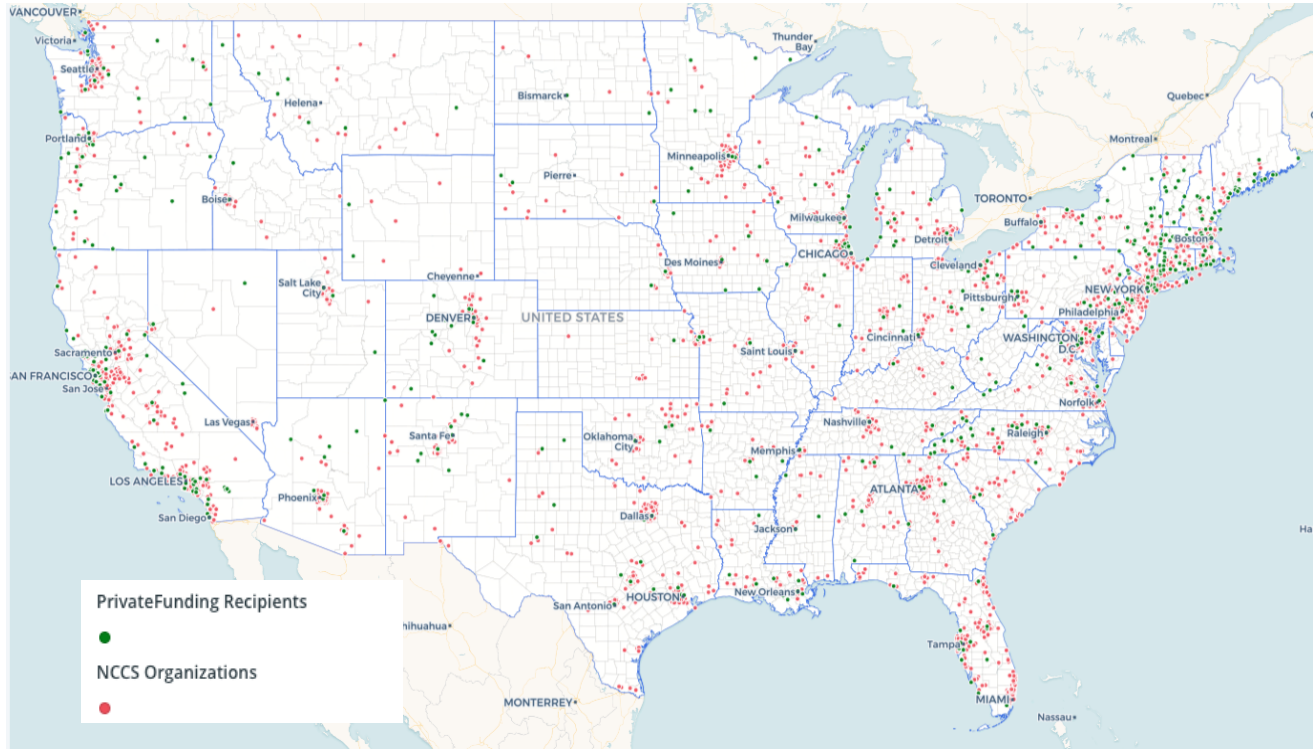 VANCOUVER
Victoria
Seattle
Thunder
Bay
Quebec
Helena
Bismarck
Portland
Montreal
Minneapolis
Pierre
Boise
TORONTO
Buffalo
Milwaukee
Detroit
Boston
CHICAGO
Des Moines
Cleveland
Cheyenne
Salt Lake
City
NEW YORK
Pittsburgh
DENVER
UNITED STATES
Philadelphia
Cincinnati
WASHINGTON
D.C.
Sacramento
Saint Louis
SAN FRANCISCO
San Jose
Norfolk
Las Vegas
Nashville
Raleigh
Santa Fe
Oklahoma
City
Memphis
LOS ANGELES
ATLANTA
Phoenix
San Diego
Dallas
Jackson
Ha
HOUSTON
New Orleans
San Antonio
PrivateFunding Recipients
hihuahua
Tampa
NCCS Organizations
MONTERREY
MIAMI
Nassau